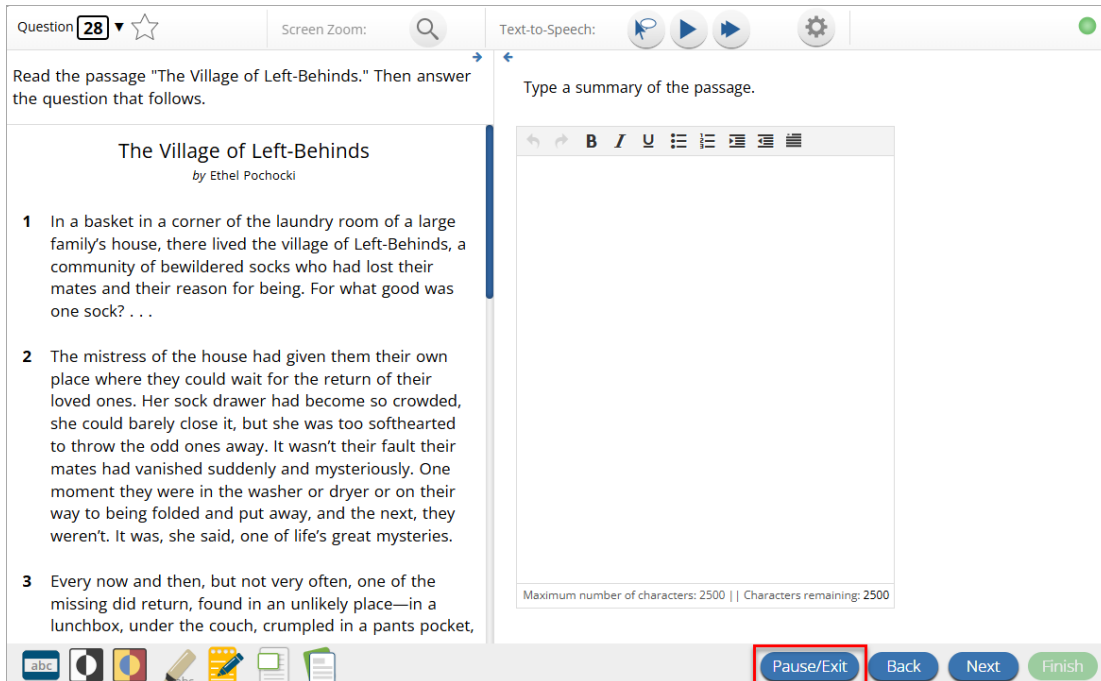 Question 28 ▼ Screen Zoom: Text-to-Speech:
Read the passage "The Village of Left-Behinds." Then answer
the question that follows.
The Village of Left-Behinds
by Ethel Pochocki
1 In a basket in a corner of the laundry room of a large
family's house, there lived the village of Left-Behinds, a
community of bewildered socks who had lost their
mates and their reason for being. For what good was
one sock? . . .
2 The mistress of the house had given them their own
place where they could wait for the return of their
loved ones. Her sock drawer had become so crowded,
she could barely close it, but she was too softhearted
to throw the odd ones away. It wasn't their fault their
mates had vanished suddenly and mysteriously. One
moment they were in the washer or dryer or on their
way to being folded and put away, and the next, they
weren't. It was, she said, one of life's great mysteries.
3 Every now and then, but not very often, one of the
missing did return, found in an unlikely place—in a
lunchbox, under the couch, crumpled in a pants pocket,
Type a summary of the passage.
B I U
Maximum number of characters: 2500 || Characters remaining: 2500
abc abc Pause/Exit Back Next Finish